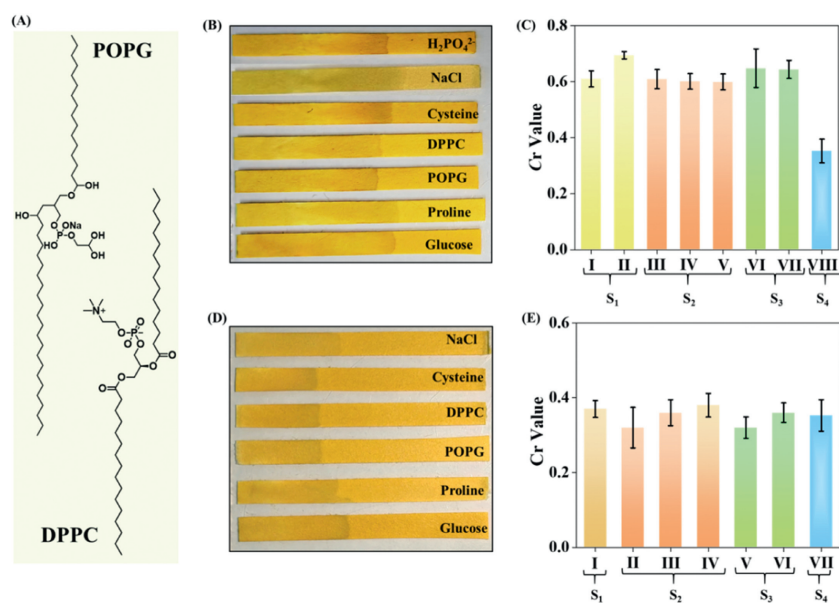 (A)
POPG
OH
O
HO
O
ONa
P
HO
O
OH
OH
N+
O
O
P
O
O
O
O
O
O
DPPC
(B)
H₂PO₄²⁻
NaCl
Cysteine
DPPC
POPG
Proline
Glucose
(C)
Cr Value
0.8
0.6
0.4
0.2
0.0
I II III IV V VI VII VIII
S₁ S₂ S₃ S₄
(D)
NaCl
Cysteine
DPPC
POPG
Proline
Glucose
(E)
Cr Value
0.6
0.4
0.2
0.0
I II III IV V VI VII
S₁ S₂ S₃ S₄